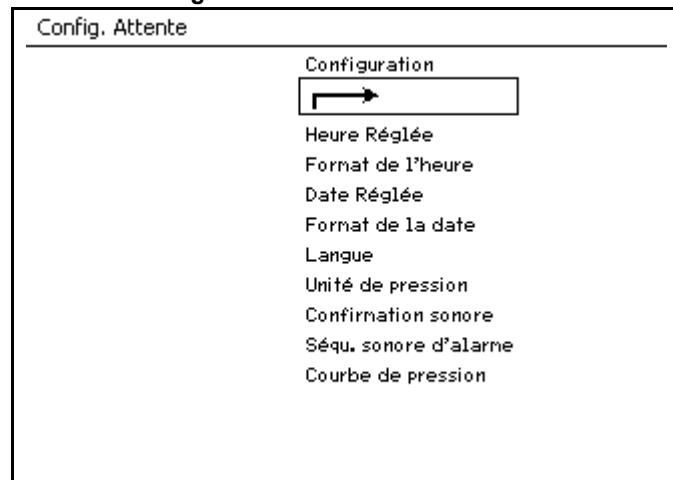 Config. Attente
Configuration
Heure Réglée
Format de l'heure
Date Réglée
Format de la date
Langue
Unité de pression
Confirmation sonore
Séqu. sonore d'alarme
Courbe de pression